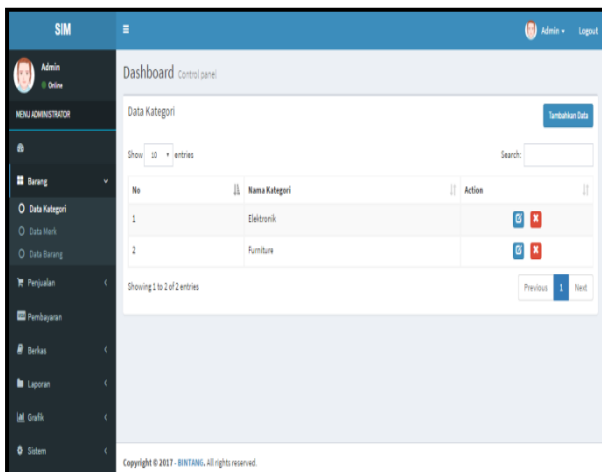 SIM
Admin
Logout
Admin
Online
Dashboard Control panel
MENU ADMINISTRATOR
Data Kategori
Tambahkan Data
Show 10 entries
Search:
Barang
No
Nama Kategori
Action
Data Kategori
1
Elektronik
Data Merk
2
Furniture
Data Barang
Penjualan
Showing 1 to 2 of 2 entries
Previous 1 Next
Pembayaran
Berkas
Laporan
Grafik
Sistem
Copyright © 2017 - BINTANG. All rights reserved.